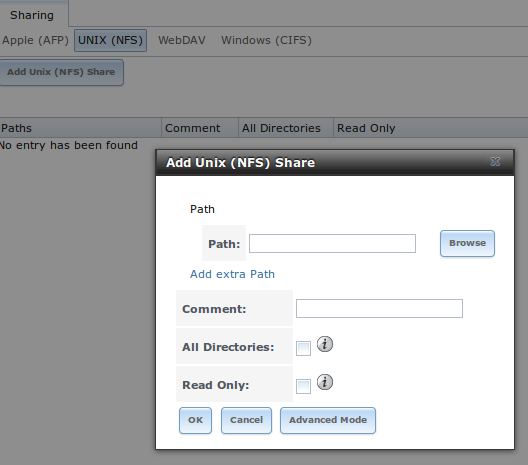 Sharing
Apple (AFP) UNIX (NFS) WebDAV Windows (CIFS)
Add Unix (NFS) Share
Paths Comment All Directories Read Only
No entry has been found
Add Unix (NFS) Share
Path
Path: Browse
Add extra Path
Comment:
All Directories: i
Read Only: i
OK Cancel Advanced Mode